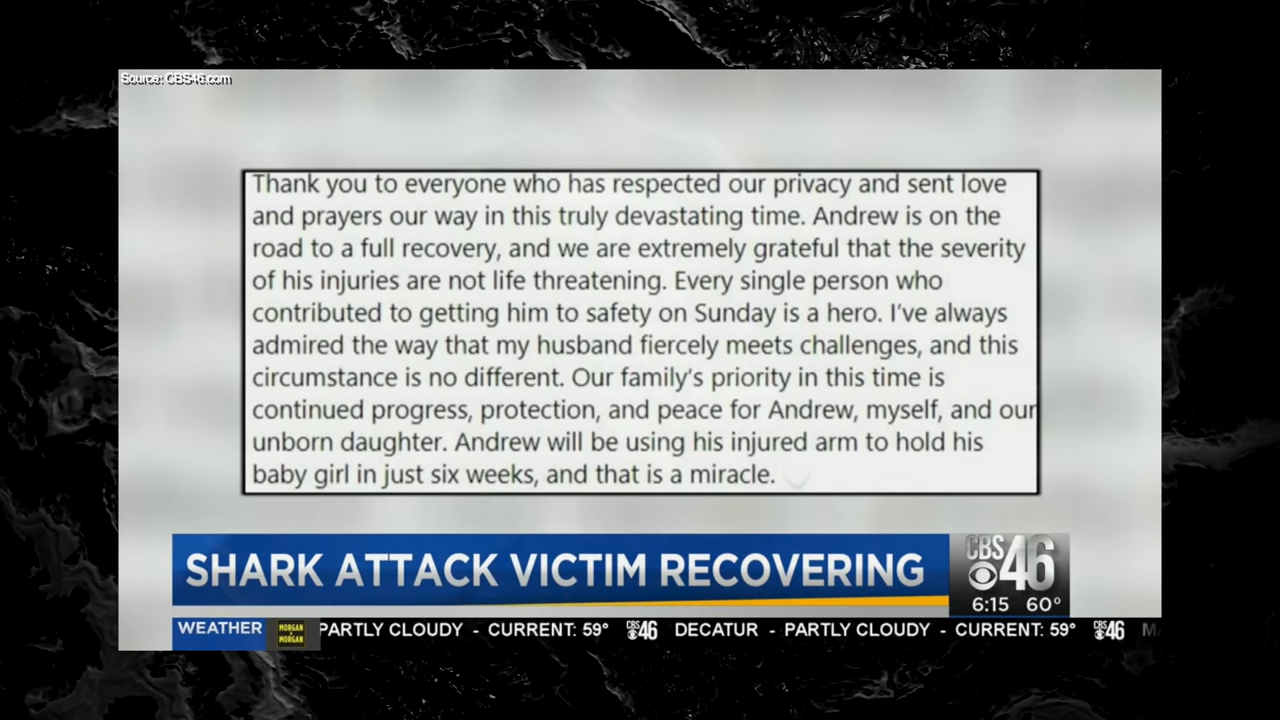 Source: CBS46.com
Thank you to everyone who has respected our privacy and sent love
and prayers our way in this truly devastating time. Andrew is on the
road to a full recovery, and we are extremely grateful that the severity
of his injuries are not life threatening. Every single person who
contributed to getting him to safety on Sunday is a hero. I've always
admired the way that my husband fiercely meets challenges, and this
circumstance is no different. Our family's priority in this time is
continued progress, protection, and peace for Andrew, myself, and our
unborn daughter. Andrew will be using his injured arm to hold his
baby girl in just six weeks, and that is a miracle.
SHARK ATTACK VICTIM RECOVERING
CBS 46
6:15 60°
WEATHER MORGAN & MORGAN PARTLY CLOUDY - CURRENT: 59° CBS 46 DECATUR - PARTLY CLOUDY - CURRENT: 59° CBS 46